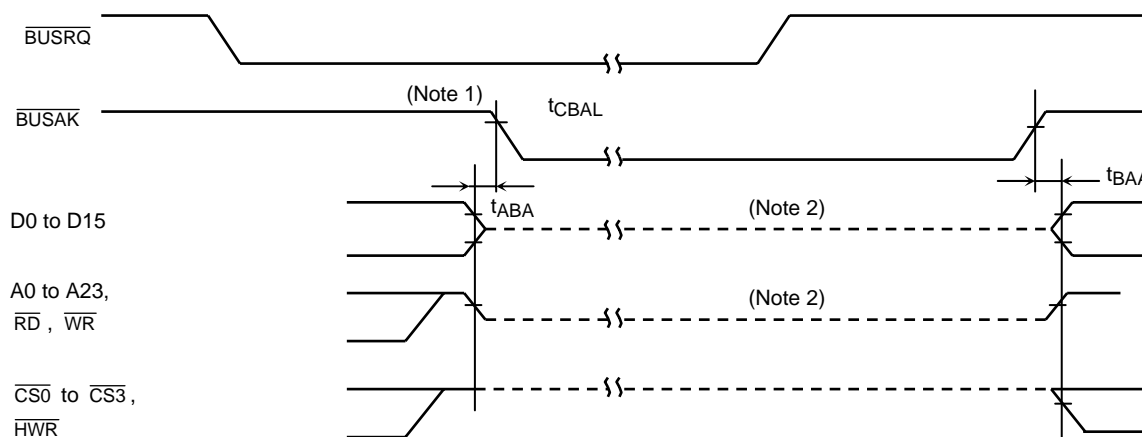 BUSRQ
(Note 1) tCBAL
BUSAK
tBAA
tABA
D0 to D15 (Note 2)
A0 to A23,
RD , WR (Note 2)
CS0 to CS3 ,
HWR